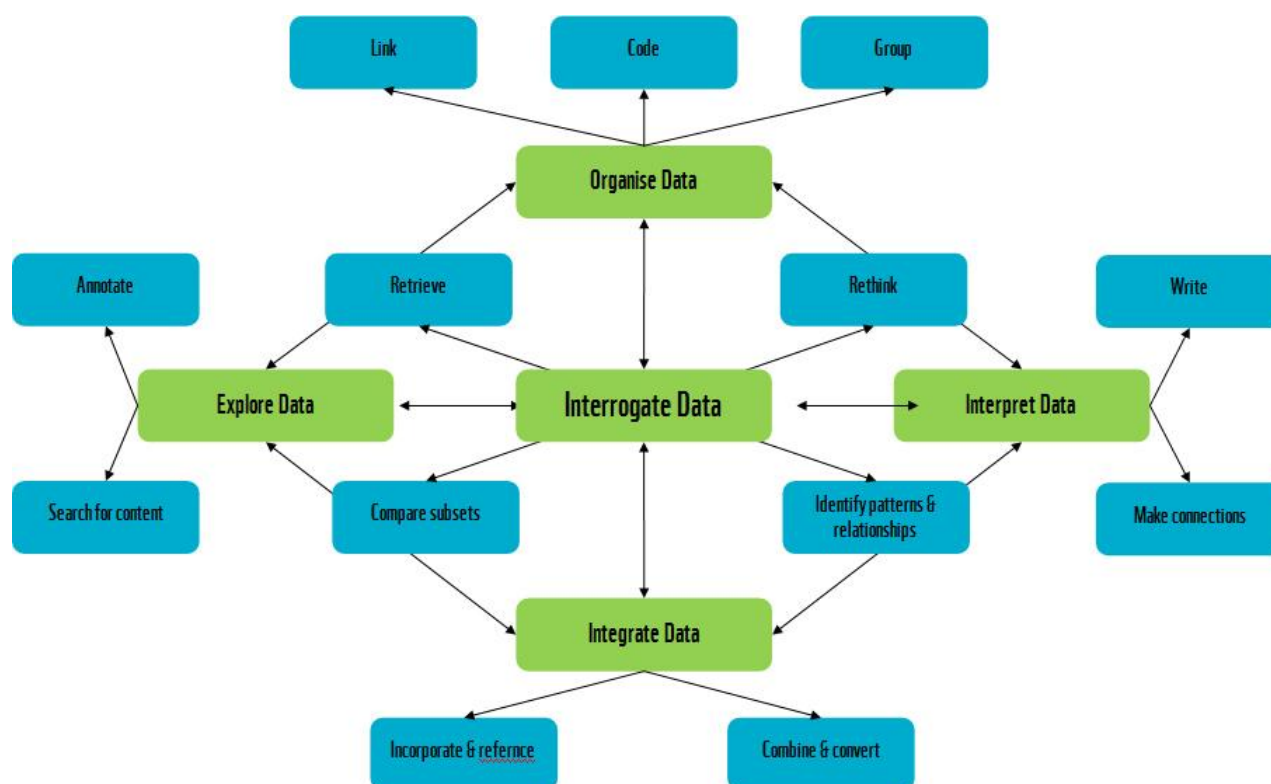 Link
Code
Group
Organise Data
Annotate
Retrieve
Rethink
Write
Explore Data
Interrogate Data
Interpret Data
Search for content
Compare subsets
Identify patterns &
relationships
Make connections
Integrate Data
Incorporate & refernce
Combine & convert